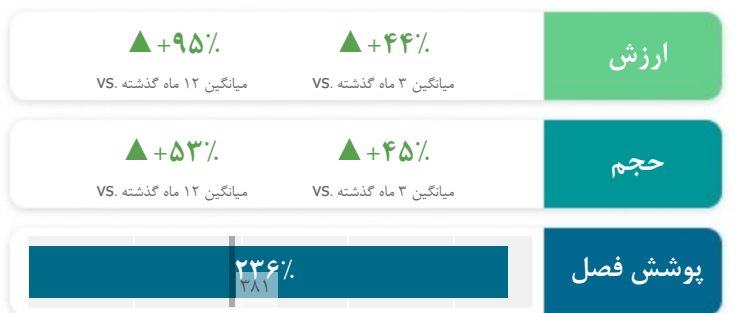 ارزش
+۴۴٪ ▲ +۹۵٪ ▲
میانگین ۳ ماه گذشته VS. میانگین ۱۲ ماه گذشته VS.
حجم
+۴۵٪ ▲ +۵۳٪ ▲
میانگین ۳ ماه گذشته VS. میانگین ۱۲ ماه گذشته VS.
پوشش فصل
۲۳۶٪
۳۸۱